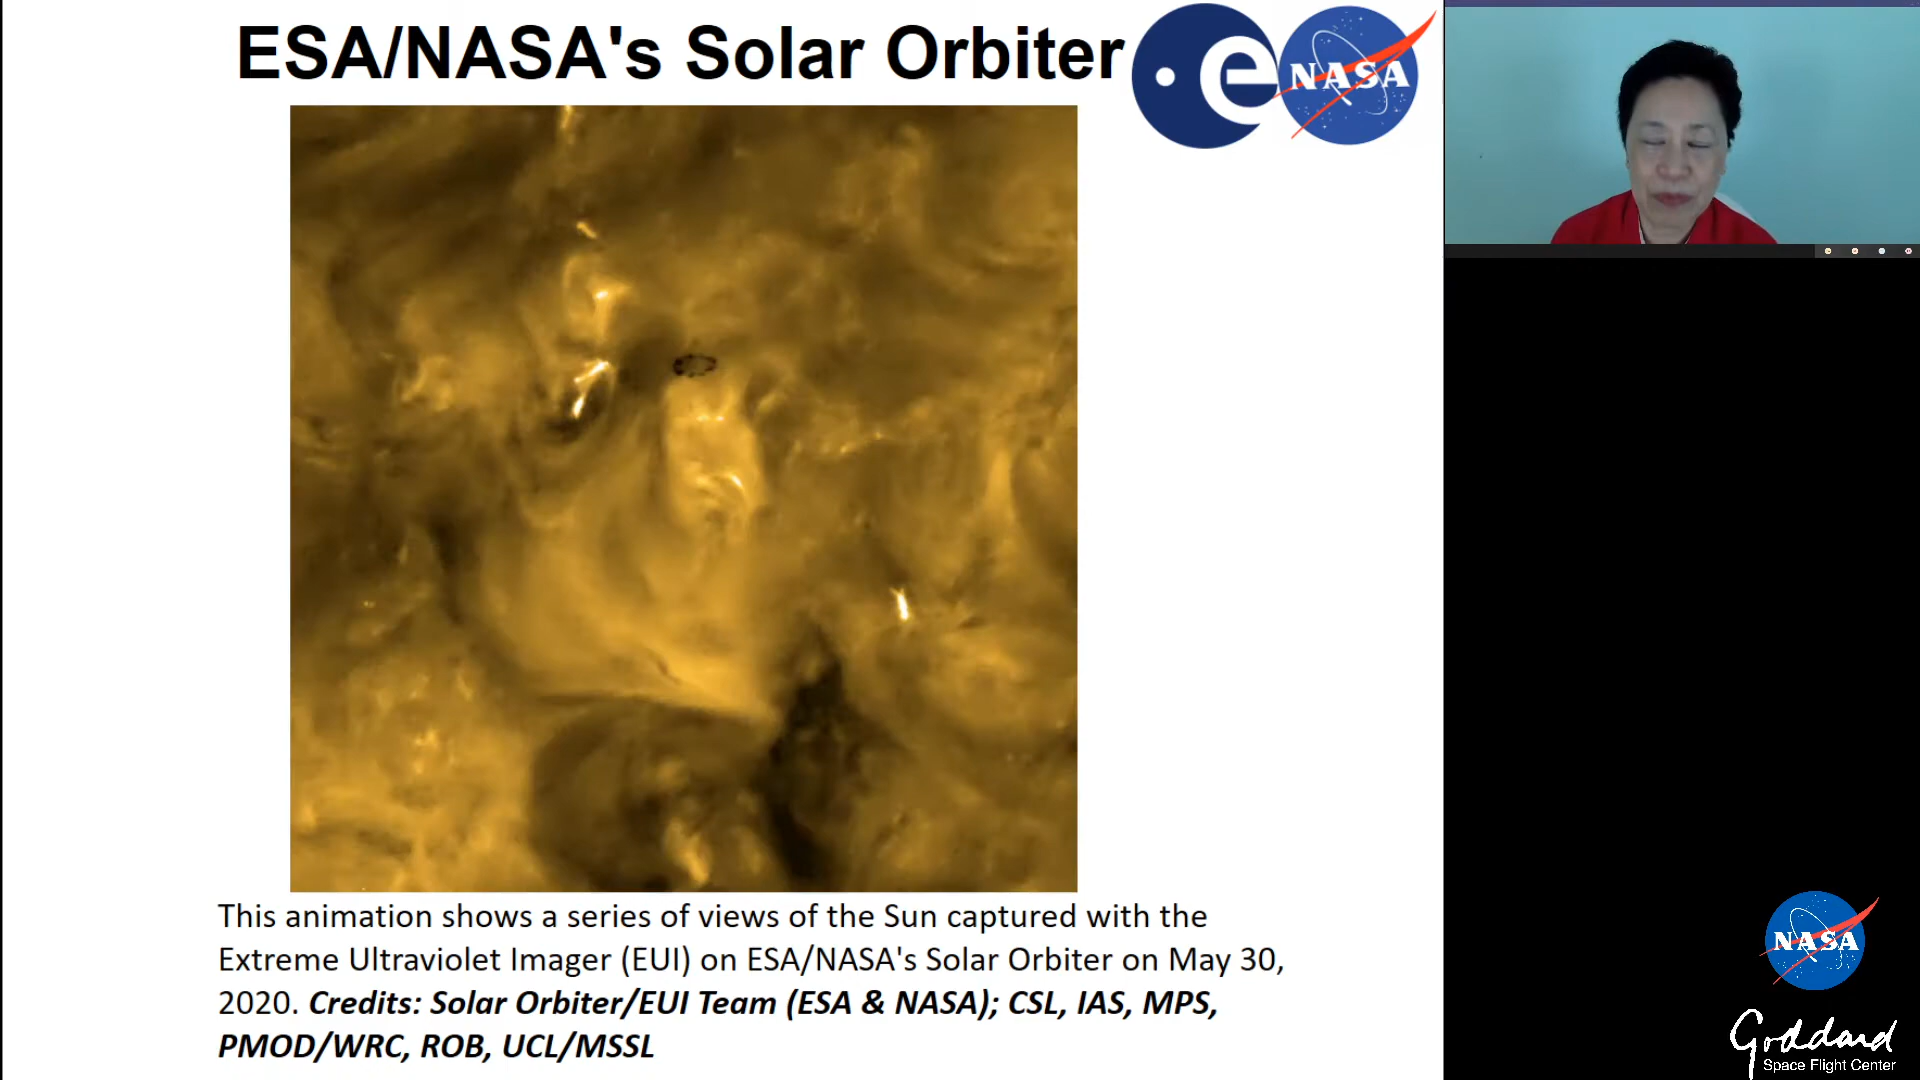 ESA/NASA's Solar Orbiter
e
NASA
This animation shows a series of views of the Sun captured with the
Extreme Ultraviolet Imager (EUI) on ESA/NASA's Solar Orbiter on May 30,
2020. Credits: Solar Orbiter/EUI Team (ESA & NASA); CSL, IAS, MPS,
PMOD/WRC, ROB, UCL/MSSL
NASA
Goddard
Space Flight Center